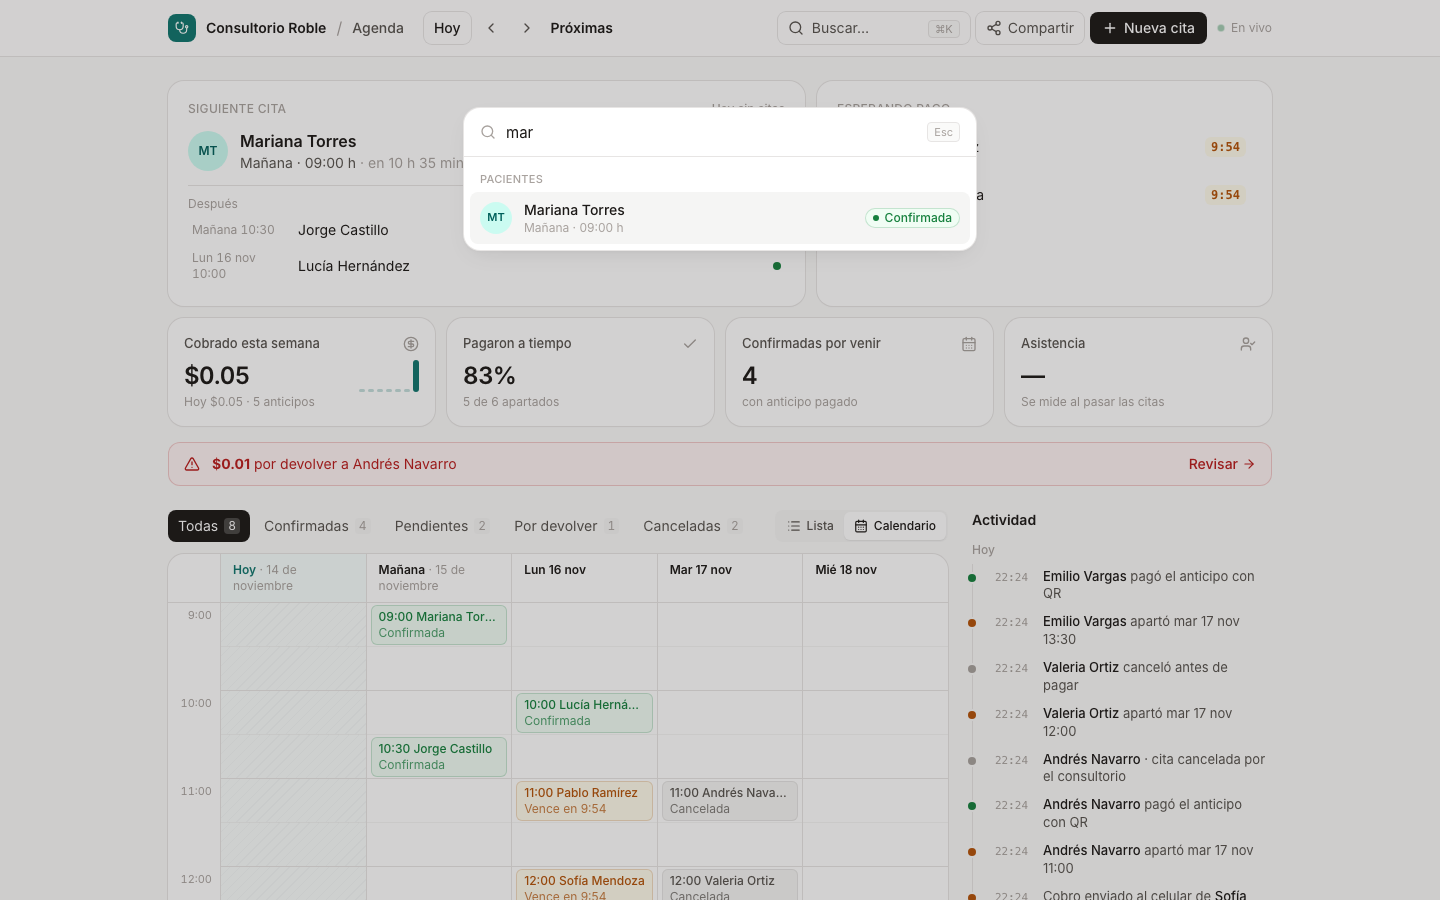 Consultorio Roble / Agenda
Hoy
Próximas
Buscar...
⌘K
Compartir
Nueva cita
En vivo
SIGUIENTE CITA
MT
Mariana Torres
Mañana · 09:00 h · en 10 h 35 min
Después
Mañana 10:30
Jorge Castillo
Lun 16 nov
10:00
Lucía Hernández
9:54
9:54
mar
Esc
PACIENTES
MT
Mariana Torres
Mañana · 09:00 h
Confirmada
Cobrado esta semana
$0.05
Hoy $0.05 · 5 anticipos
Pagaron a tiempo
83%
5 de 6 apartados
Confirmadas por venir
4
con anticipo pagado
Asistencia
—
Se mide al pasar las citas
$0.01 por devolver a Andrés Navarro
Revisar →
Todas 8
Confirmadas 4
Pendientes 2
Por devolver 1
Canceladas 2
Lista
Calendario
Hoy · 14 de
noviembre
Mañana · 15 de
noviembre
Lun 16 nov
Mar 17 nov
Mié 18 nov
9:00
09:00 Mariana Tor...
Confirmada
10:00
10:00 Lucía Herná...
Confirmada
10:30 Jorge Castillo
Confirmada
11:00
11:00 Pablo Ramírez
Vence en 9:54
11:00 Andrés Nava...
Cancelada
12:00
12:00 Sofía Mendoza
Vence en 9:54
12:00 Valeria Ortiz
Cancelada
Actividad
Hoy
22:24 Emilio Vargas pagó el anticipo con
QR
22:24 Emilio Vargas apartó mar 17 nov
13:30
22:24 Valeria Ortiz canceló antes de
pagar
22:24 Valeria Ortiz apartó mar 17 nov
12:00
22:24 Andrés Navarro · cita cancelada por
el consultorio
22:24 Andrés Navarro pagó el anticipo
con QR
22:24 Andrés Navarro apartó mar 17 nov
11:00
22:24 Cobro enviado al celular de Sofía